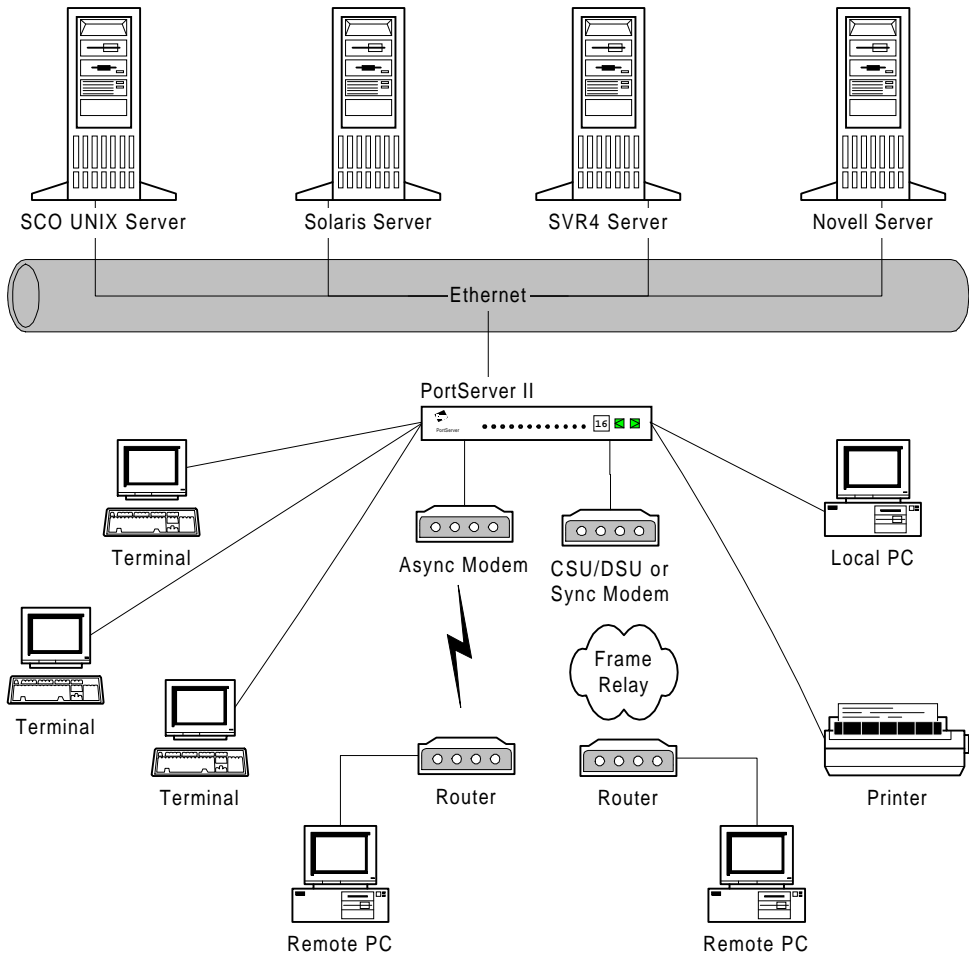 SCO UNIX Server
Solaris Server
SVR4 Server
Novell Server
Ethernet
PortServer II
PortServer
16
Terminal
Async Modem
CSU/DSU or
Sync Modem
Local PC
Terminal
Frame
Relay
Terminal
Router
Router
Printer
Remote PC
Remote PC